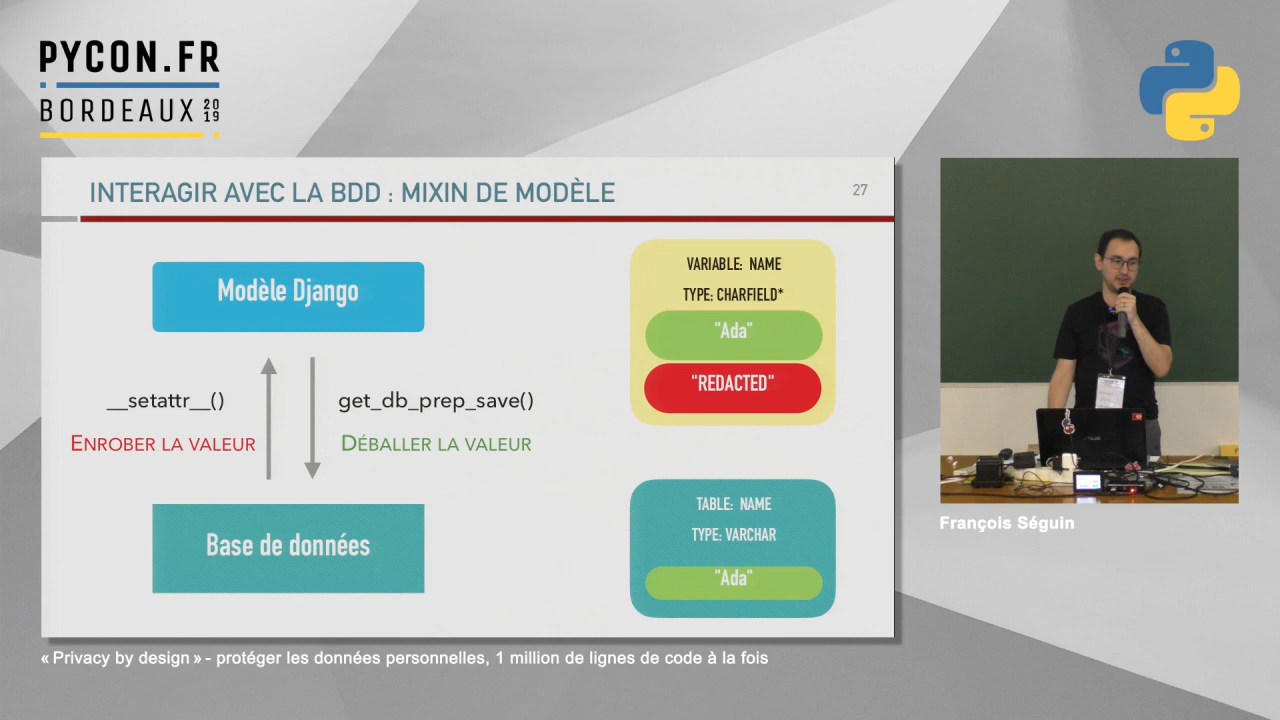 PYCON.FR
BORDEAUX 2019
INTERAGIR AVEC LA BDD : MIXIN DE MODÈLE
27
Modèle Django
__setattr__()
get_db_prep_save()
ENROBER LA VALEUR
DÉBALLER LA VALEUR
Base de données
VARIABLE: NAME
TYPE: CHARFIELD*
"Ada"
"REDACTED"
TABLE: NAME
TYPE: VARCHAR
"Ada"
François Séguin
« Privacy by design » - protéger les données personnelles, 1 million de lignes de code à la fois